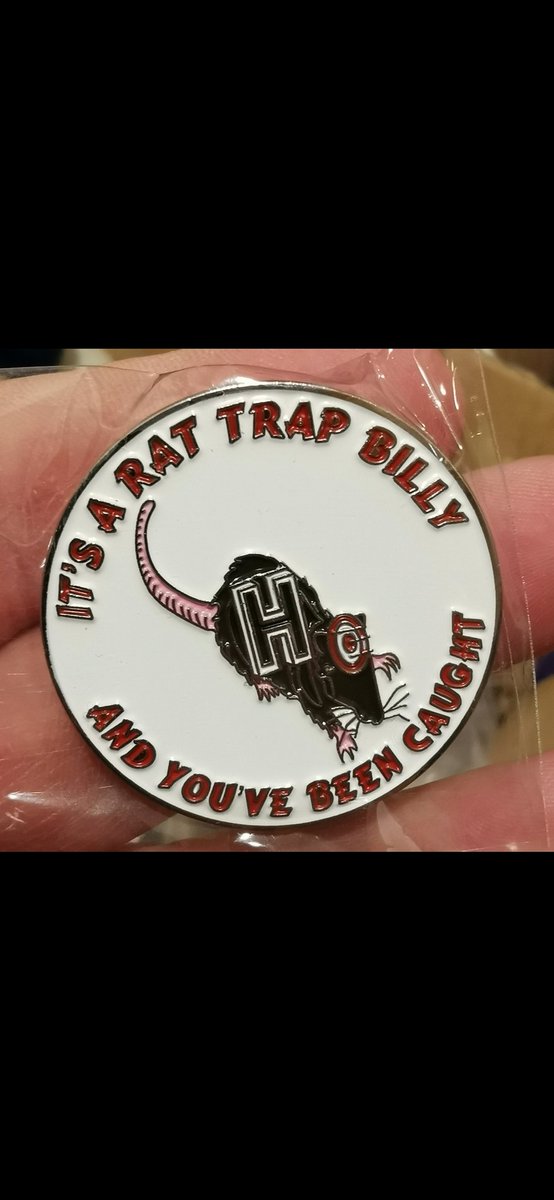 IT'S A RAT TRAP BILLY
H
AND YOU'VE BEEN CAUGHT